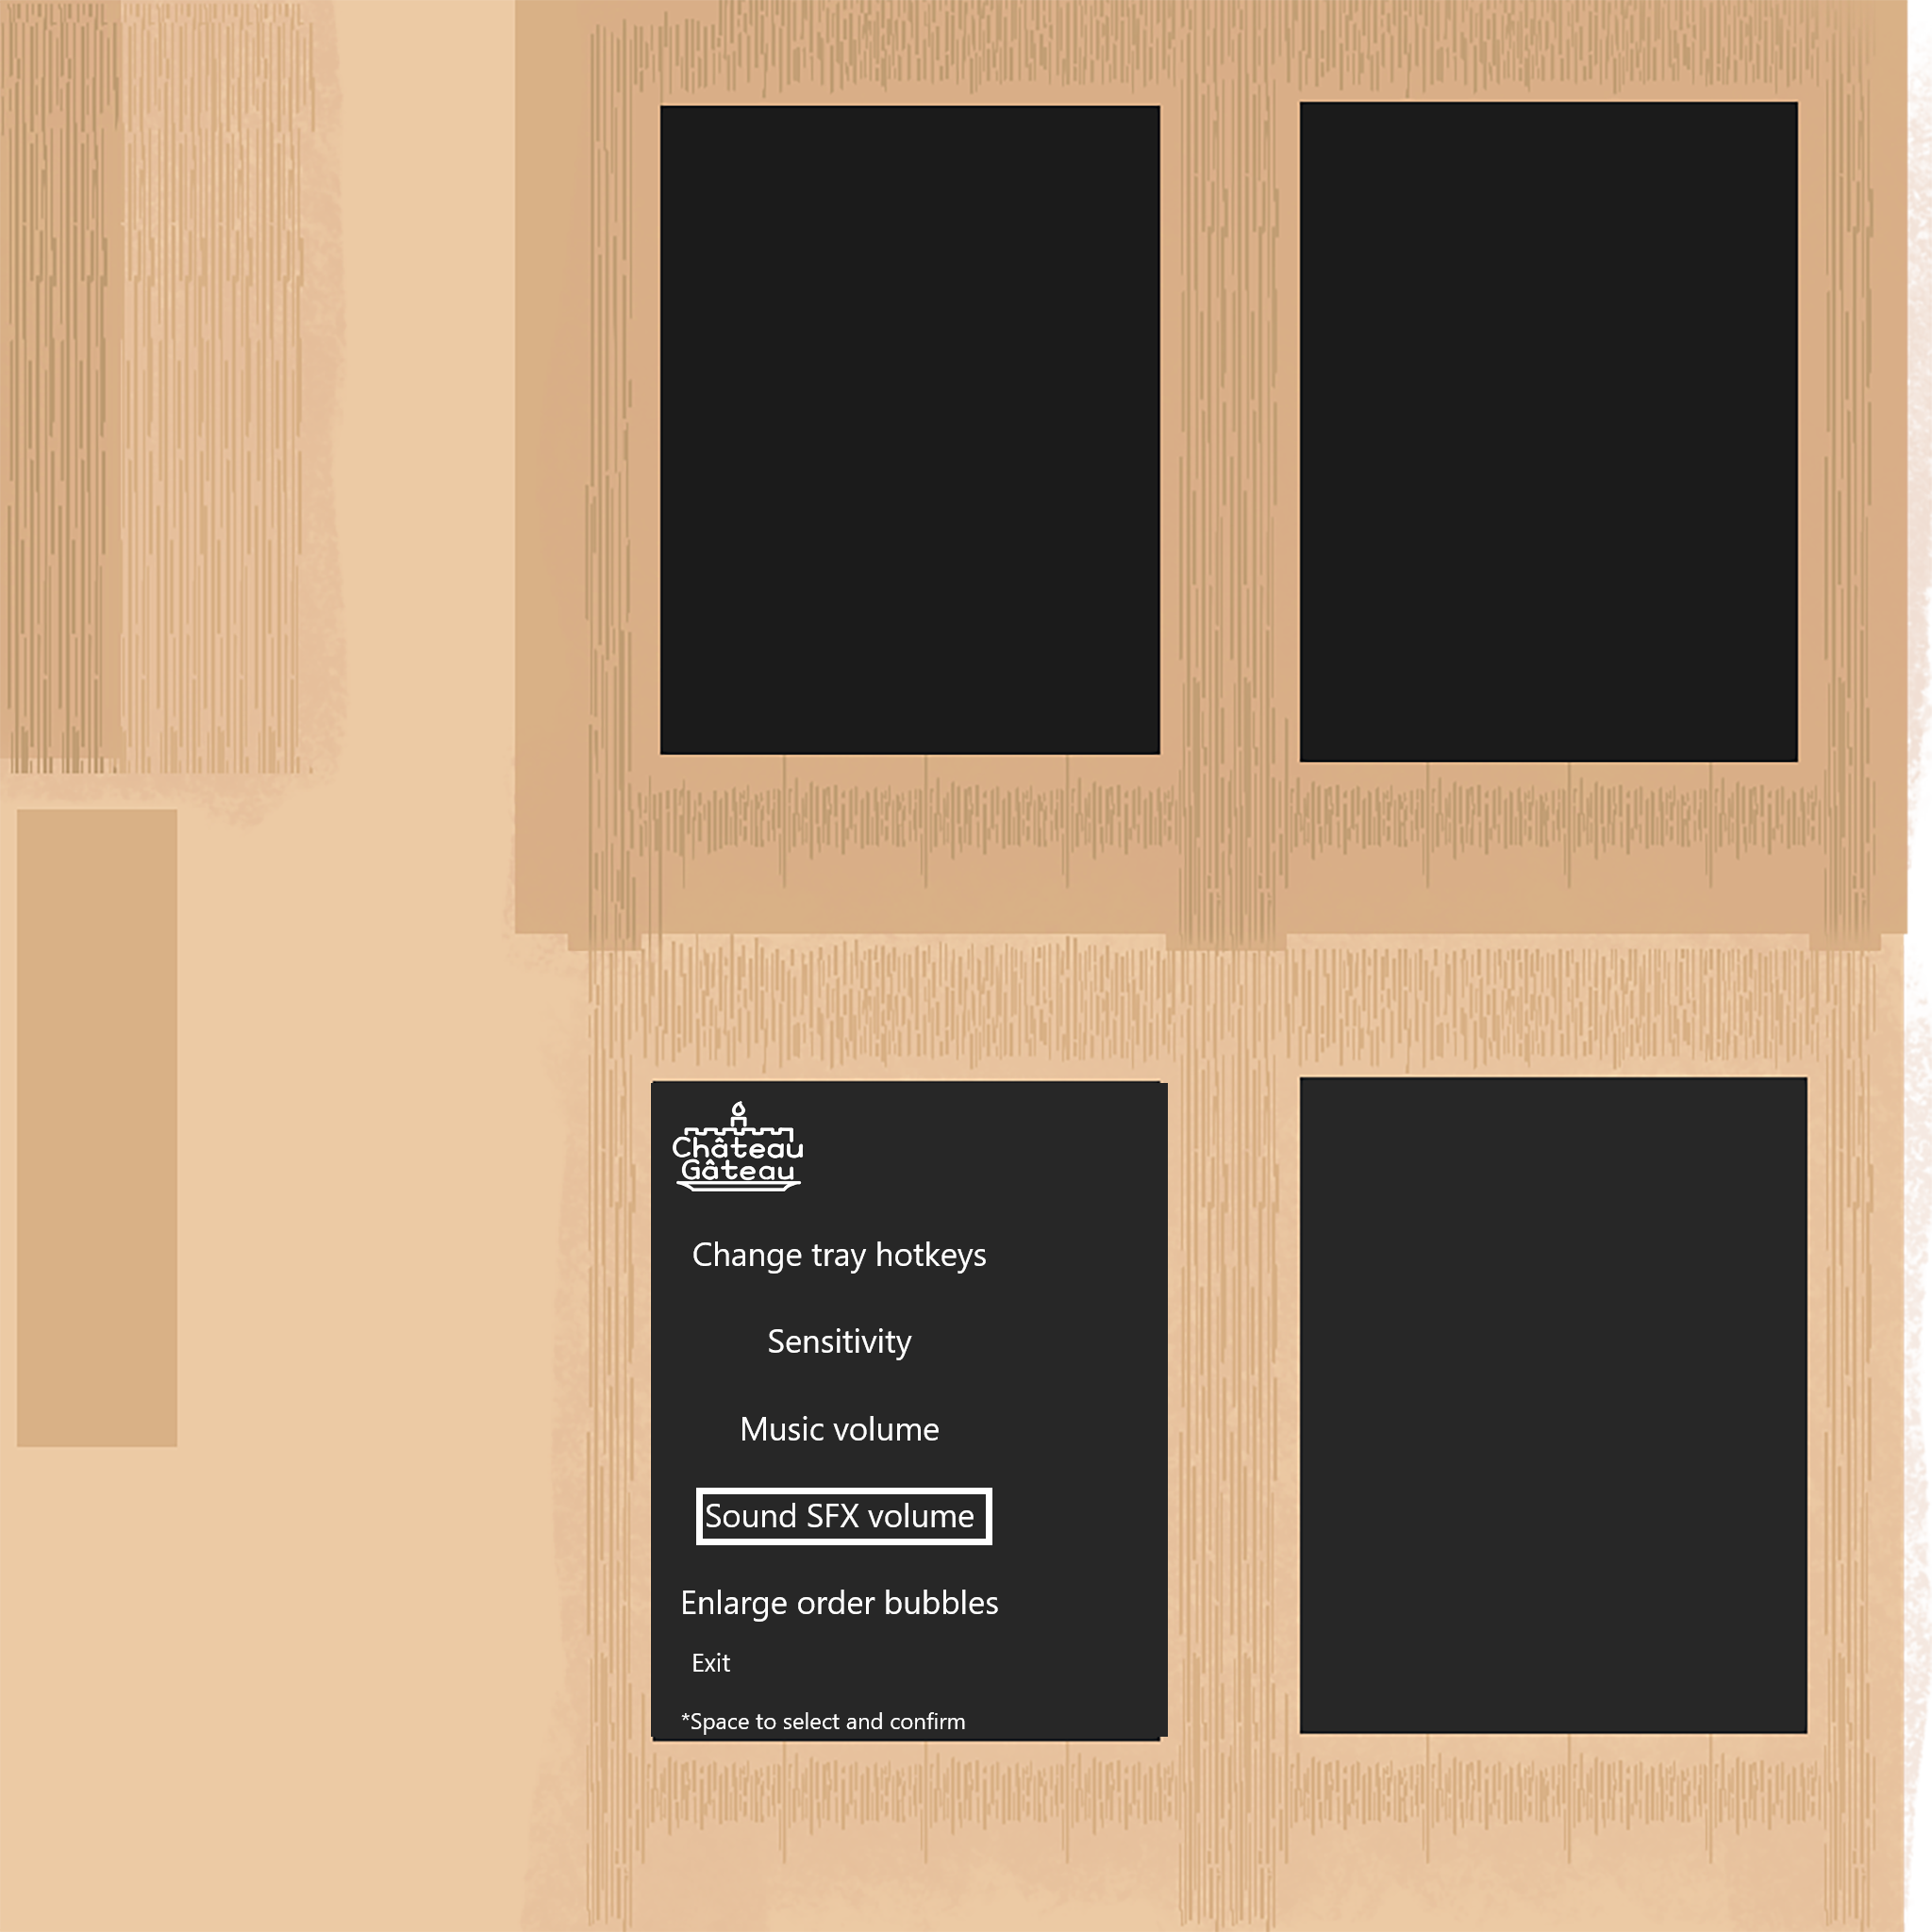 Château
Gâteau
Change tray hotkeys
Sensitivity
Music volume
Sound SFX volume
Enlarge order bubbles
Exit
*Space to select and confirm